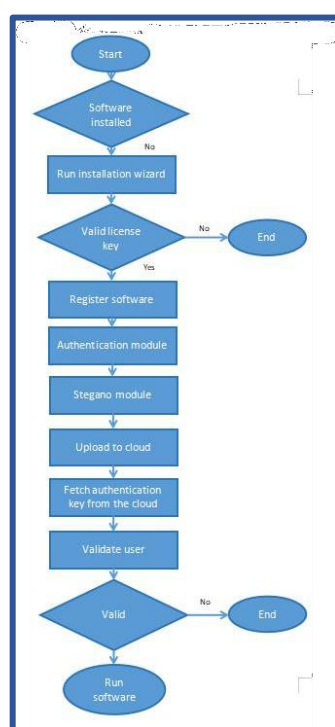 Start
Software
installed
No
Run installation wizard
Valid license
key
No
End
Yes
Register software
Authentication module
Stegano module
Upload to cloud
Fetch authentication
key from the cloud
Validate user
Valid
No
End
Run
software